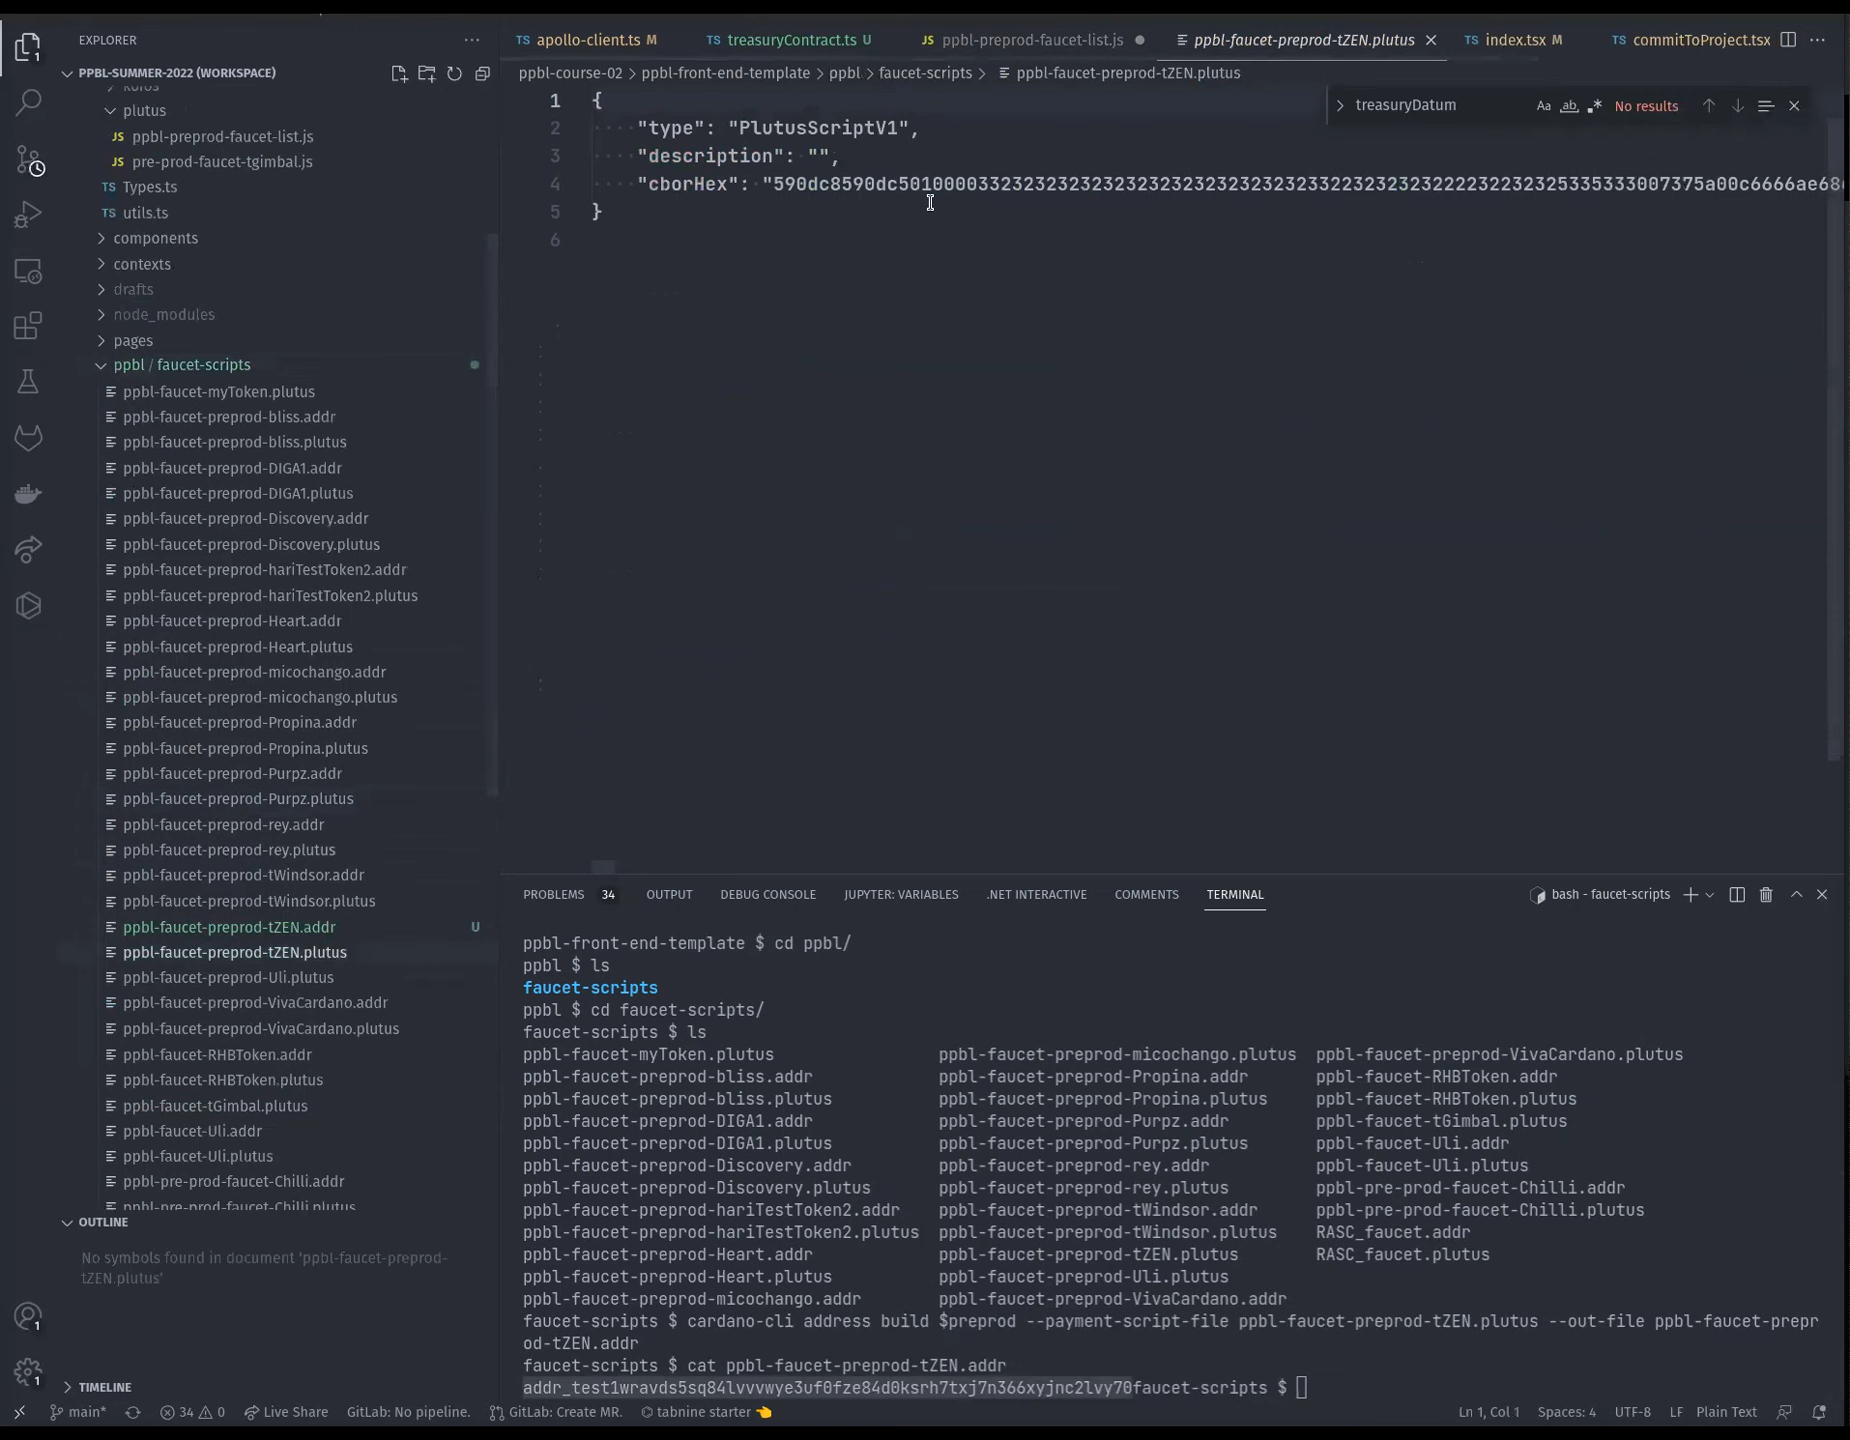 EXPLORER
PPBL-SUMMER-2022 (WORKSPACE)
plutus
ppbl-preprod-faucet-list.js
pre-prod-faucet-tgimbal.js
Types.ts
utils.ts
components
contexts
drafts
node_modules
pages
ppbl / faucet-scripts
ppbl-faucet-myToken.plutus
ppbl-faucet-preprod-bliss.addr
ppbl-faucet-preprod-bliss.plutus
ppbl-faucet-preprod-DIGA1.addr
ppbl-faucet-preprod-DIGA1.plutus
ppbl-faucet-preprod-Discovery.addr
ppbl-faucet-preprod-Discovery.plutus
ppbl-faucet-preprod-hariTestToken2.addr
ppbl-faucet-preprod-hariTestToken2.plutus
ppbl-faucet-preprod-Heart.addr
ppbl-faucet-preprod-Heart.plutus
ppbl-faucet-preprod-micochango.addr
ppbl-faucet-preprod-micochango.plutus
ppbl-faucet-preprod-Propina.addr
ppbl-faucet-preprod-Propina.plutus
ppbl-faucet-preprod-Purpz.addr
ppbl-faucet-preprod-Purpz.plutus
ppbl-faucet-preprod-rey.addr
ppbl-faucet-preprod-rey.plutus
ppbl-faucet-preprod-tWindsor.addr
ppbl-faucet-preprod-tWindsor.plutus
ppbl-faucet-preprod-tZEN.addr U
ppbl-faucet-preprod-tZEN.plutus
ppbl-faucet-preprod-Uli.plutus
ppbl-faucet-preprod-VivaCardano.addr
ppbl-faucet-preprod-VivaCardano.plutus
ppbl-faucet-RHBToken.addr
ppbl-faucet-RHBToken.plutus
ppbl-faucet-tGimbal.plutus
ppbl-faucet-Uli.addr
ppbl-faucet-Uli.plutus
ppbl-pre-prod-faucet-Chilli.addr
ppbl-pre-prod-faucet-Chilli.plutus
OUTLINE
No symbols found in document 'ppbl-faucet-preprod-
tZEN.plutus'
TIMELINE
TS apollo-client.ts M TS treasuryContract.ts U JS ppbl-preprod-faucet-list.js ppbl-faucet-preprod-tZEN.plutus TS index.tsx M TS commitToProject.tsx
ppbl-course-02 > ppbl-front-end-template > ppbl > faucet-scripts > ppbl-faucet-preprod-tZEN.plutus
treasuryDatum Aa ab No results
1 {
2 "type": "PlutusScriptV1",
3 "description": "",
4 "cborHex":
5 }
6
PROBLEMS 34 OUTPUT DEBUG CONSOLE JUPYTER: VARIABLES .NET INTERACTIVE COMMENTS TERMINAL bash - faucet-scripts
ppbl-front-end-template $ cd ppbl/
ppbl $ ls
faucet-scripts
ppbl $ cd faucet-scripts/
faucet-scripts $ ls
ppbl-faucet-myToken.plutus ppbl-faucet-preprod-micochango.plutus ppbl-faucet-preprod-VivaCardano.plutus
ppbl-faucet-preprod-bliss.addr ppbl-faucet-preprod-Propina.addr ppbl-faucet-RHBToken.addr
ppbl-faucet-preprod-bliss.plutus ppbl-faucet-preprod-Propina.plutus ppbl-faucet-RHBToken.plutus
ppbl-faucet-preprod-DIGA1.addr ppbl-faucet-preprod-Purpz.addr ppbl-faucet-tGimbal.plutus
ppbl-faucet-preprod-DIGA1.plutus ppbl-faucet-preprod-Purpz.plutus ppbl-faucet-Uli.addr
ppbl-faucet-preprod-Discovery.addr ppbl-faucet-preprod-rey.addr ppbl-faucet-Uli.plutus
ppbl-faucet-preprod-Discovery.plutus ppbl-faucet-preprod-rey.plutus ppbl-pre-prod-faucet-Chilli.addr
ppbl-faucet-preprod-hariTestToken2.addr ppbl-faucet-preprod-tWindsor.addr ppbl-pre-prod-faucet-Chilli.plutus
ppbl-faucet-preprod-hariTestToken2.plutus ppbl-faucet-preprod-tWindsor.plutus RASC_faucet.addr
ppbl-faucet-preprod-Heart.addr ppbl-faucet-preprod-tZEN.plutus RASC_faucet.plutus
ppbl-faucet-preprod-Heart.plutus ppbl-faucet-preprod-Uli.plutus
ppbl-faucet-preprod-micochango.addr ppbl-faucet-preprod-VivaCardano.addr
faucet-scripts $ cardano-cli address build $preprod --payment-script-file ppbl-faucet-preprod-tZEN.plutus --out-file ppbl-faucet-prepr
od-tZEN.addr
faucet-scripts $ cat ppbl-faucet-preprod-tZEN.addr
addr_test1wravds5sq84lvvvwye3uf0fze84d0ksrh7txj7n366xyjnc2lvy70faucet-scripts $
main* 34 0 Live Share GitLab: No pipeline. GitLab: Create MR. tabnine starter Ln 1, Col 1 Spaces: 4 UTF-8 LF Plain Text